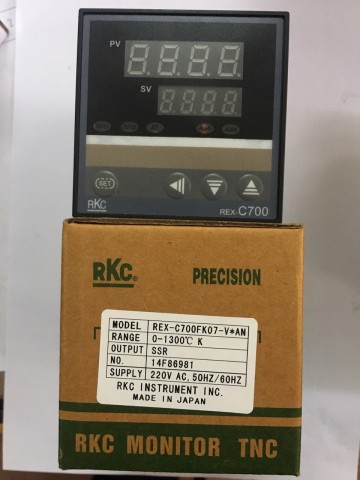 PV
8.8.8.8.
SV
8.8.8.8.
SET
RKC
REX-C700
RKC® PRECISION
MODEL REX-C700FK07-V*AN
RANGE 0-1300℃ K
OUTPUT SSR
NO. 14F86981
SUPPLY 220V AC, 50HZ/60HZ
RKC INSTRUMENT INC.
MADE IN JAPAN
RKC MONITOR TNC